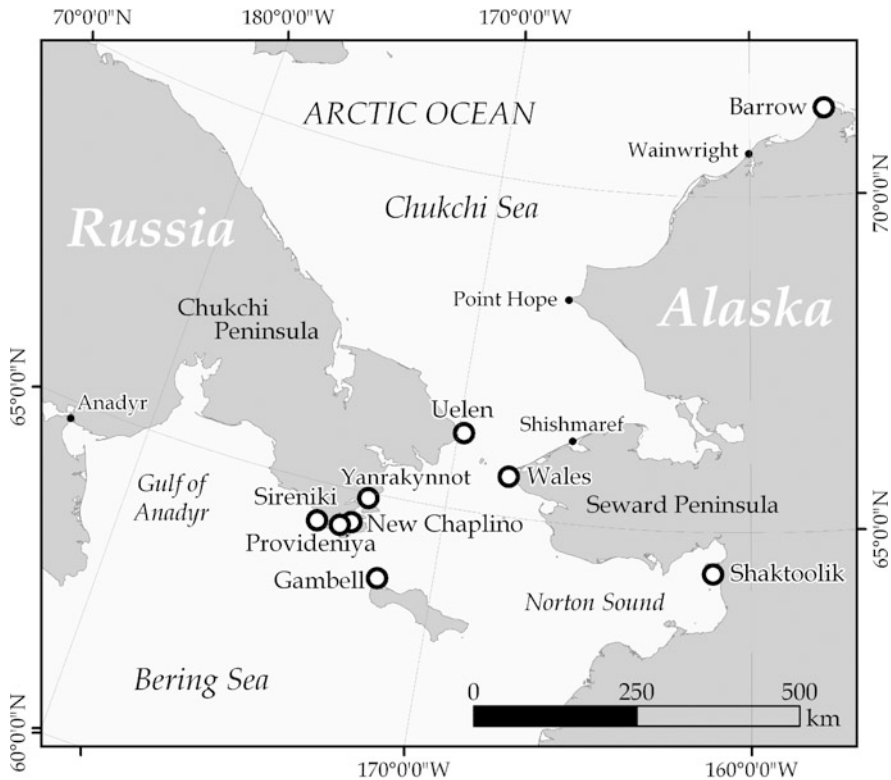 70°0'0"N
180°0'0"W
170°0'0"W
ARCTIC OCEAN
Barrow
Wainwright
70°0'0"N
Chukchi Sea
Russia
Alaska
Point Hope
Chukchi
Peninsula
65°0'0"N
Anadyr
Uelen
Shishmaref
Gulf of
Anadyr
Yanrakynnot
Wales
Sireniki
Seward Peninsula
New Chaplino
65°0'0"N
Provideniya
Gambell
Shaktoolik
Norton Sound
Bering Sea
0 250 500
km
60°0'0"N
170°0'0"W
160°0'0"W